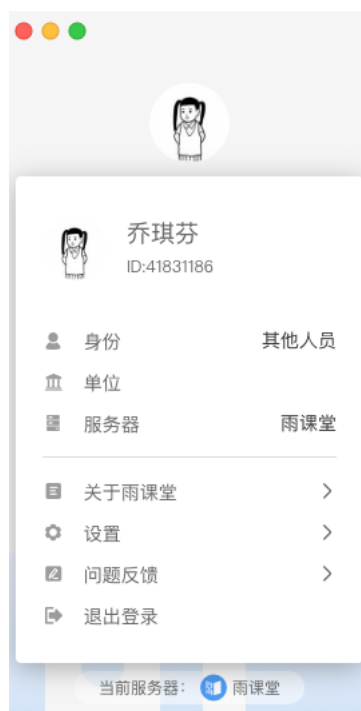 乔琪芬
ID:41831186
身份 其他人员
单位
服务器 雨课堂
关于雨课堂
设置
问题反馈
退出登录
当前服务器： 雨课堂